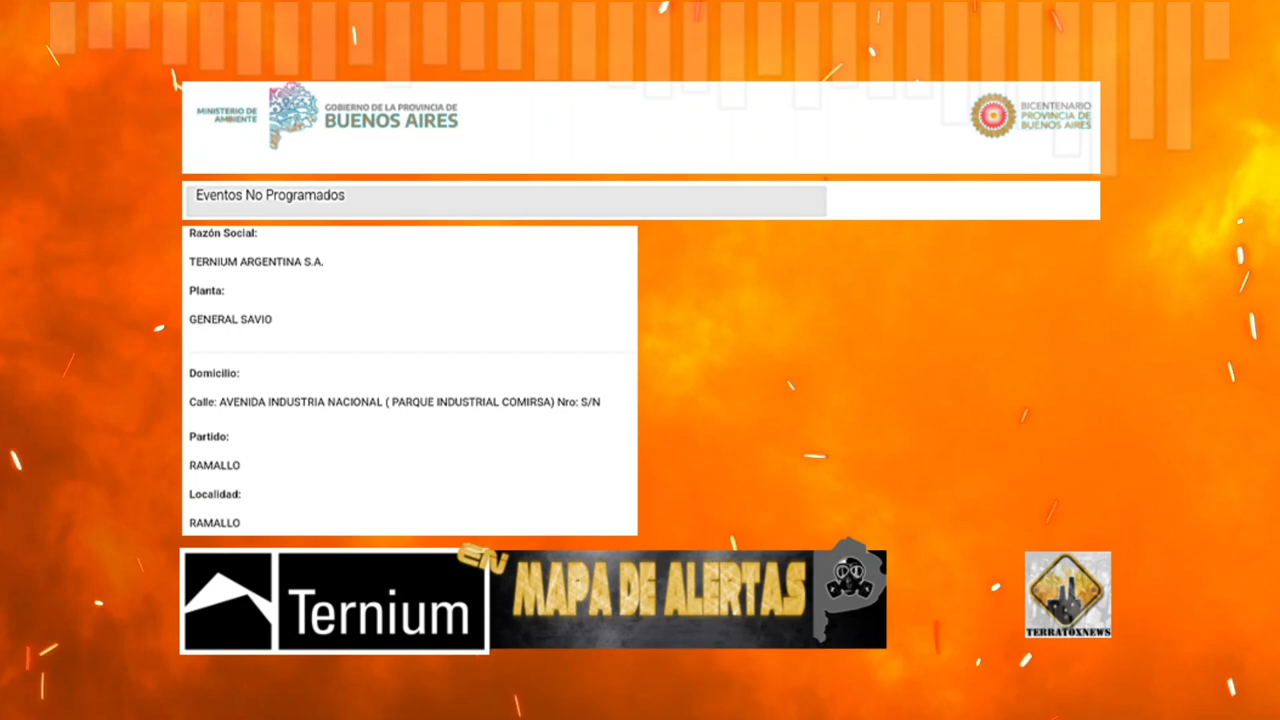 MINISTERIO DE
AMBIENTE
GOBIERNO DE LA PROVINCIA DE
BUENOS AIRES
BICENTENARIO
PROVINCIA DE
BUENOS AIRES
Eventos No Programados
Razón Social:
TERNIUM ARGENTINA S.A.
Planta:
GENERAL SAVIO
Domicilio:
Calle: AVENIDA INDUSTRIA NACIONAL ( PARQUE INDUSTRIAL COMIRSA) Nro: S/N
Partido:
RAMALLO
Localidad:
RAMALLO
Ternium
EN
MAPA DE ALERTAS
TERRATOXNEWS